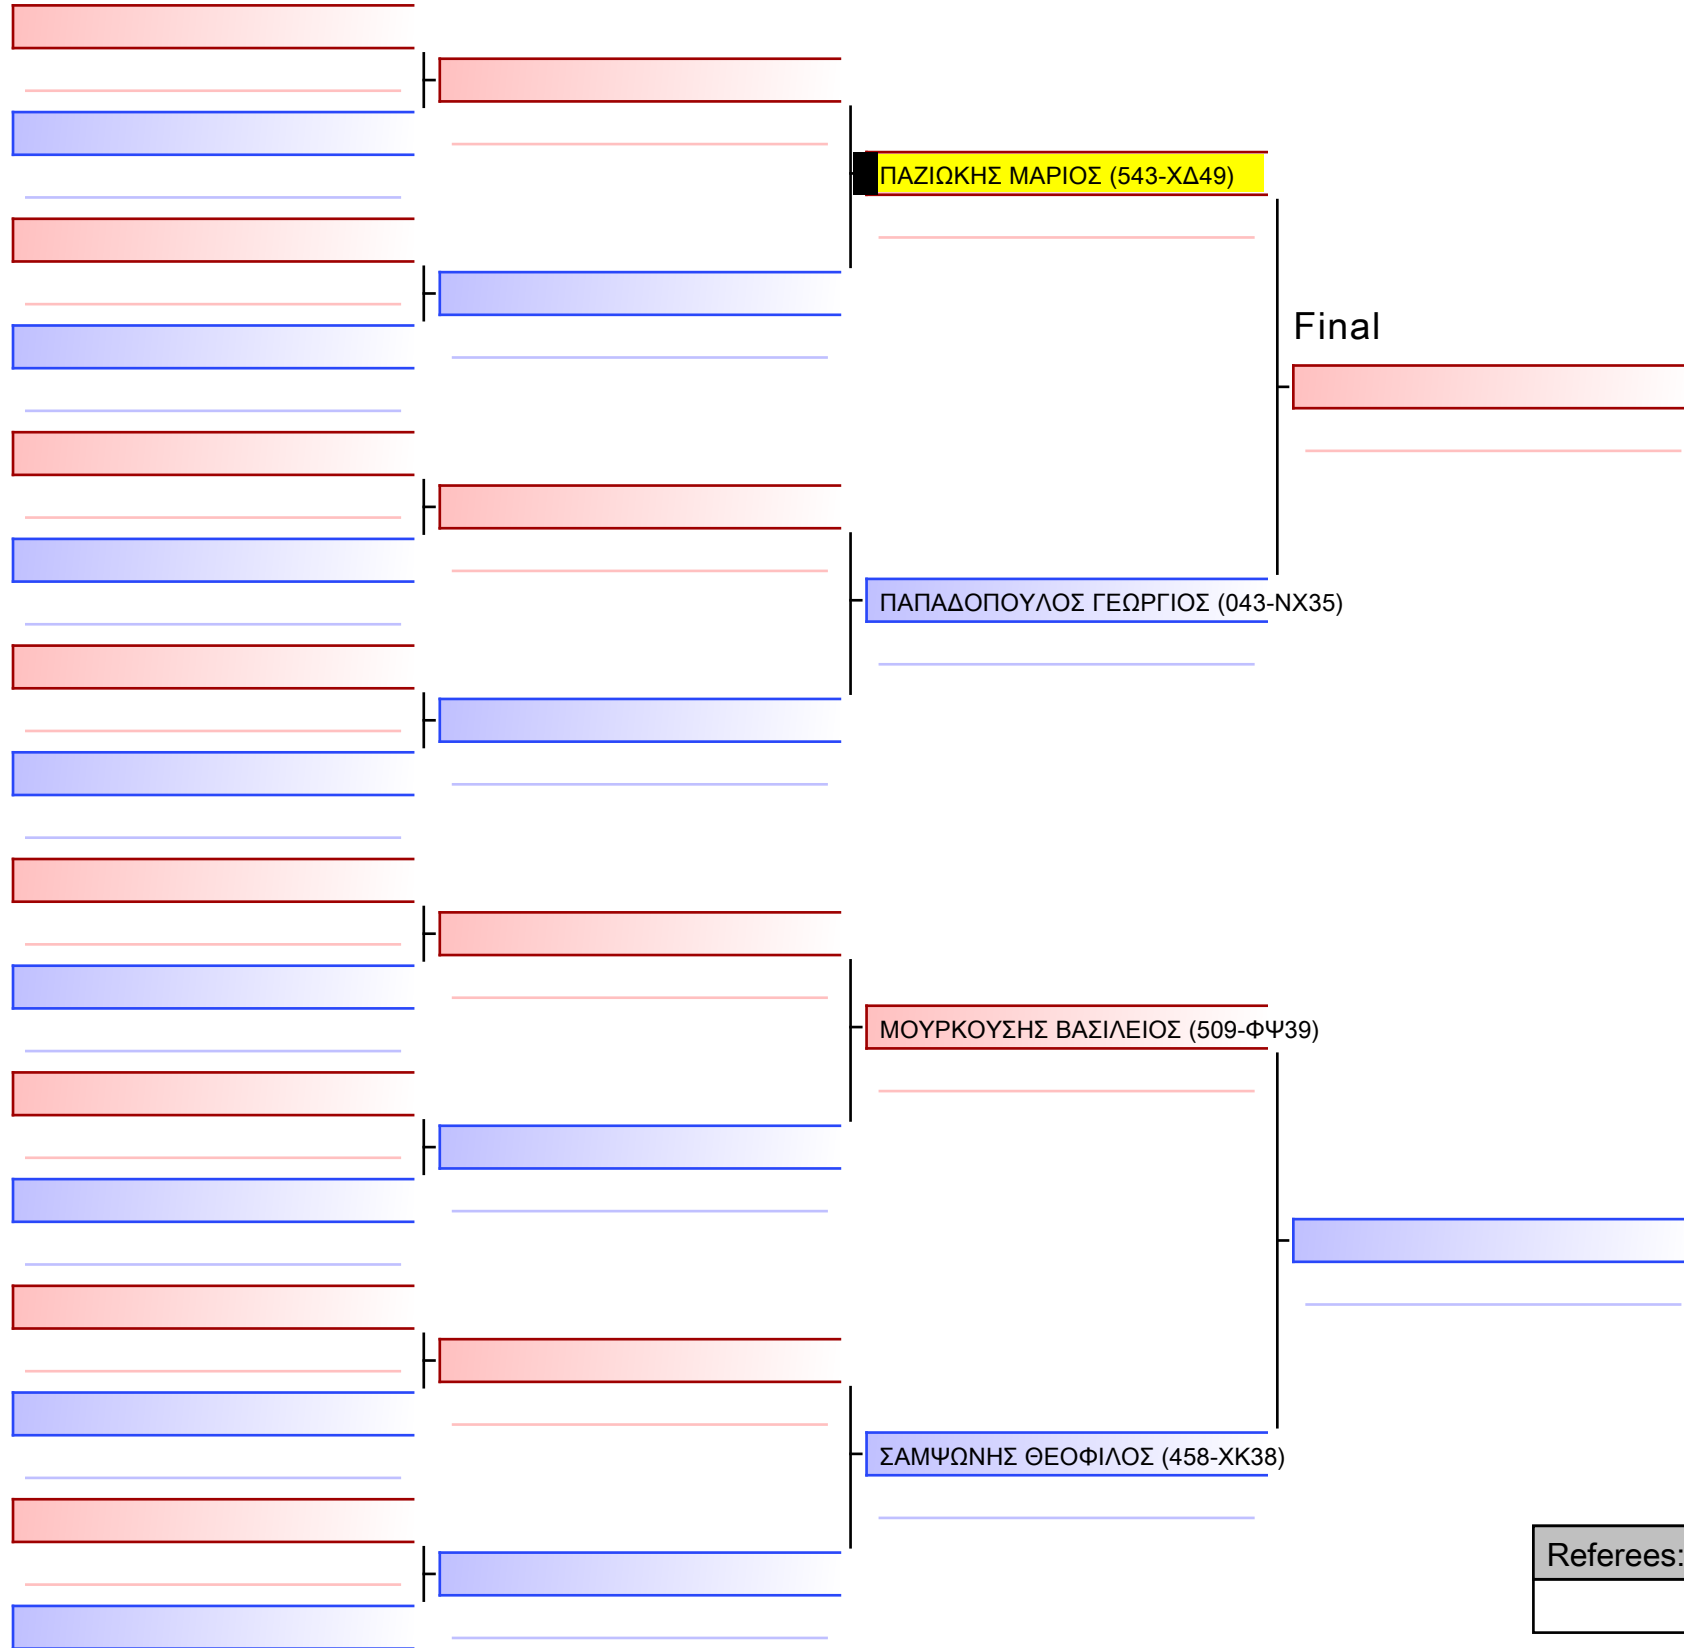 ΠΑΖΙΩΚΗΣ ΜΑΡΙΟΣ (543-ΧΔ49)
Final
ΠΑΠΑΔΟΠΟΥΛΟΣ ΓΕΩΡΓΙΟΣ (043-ΝΧ35)
ΜΟΥΡΚΟΥΣΗΣ ΒΑΣΙΛΕΙΟΣ (509-ΦΨ39)
ΣΑΜΨΩΝΗΣ ΘΕΟΦΙΛΟΣ (458-ΧΚ38)
Referees: